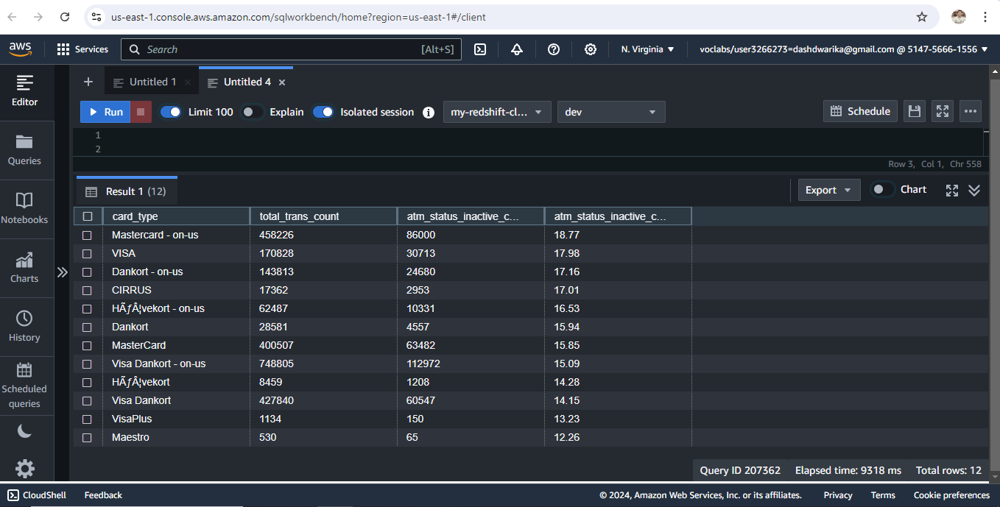 us-east-1.console.aws.amazon.com/sqlworkbench/home?region=us-east-1#/client
aws Services Search [Alt+S] N. Virginia voclabs/user3266273=dashdwarika@gmail.com @ 5147-5666-1556
Editor
Queries
Notebooks
Charts
History
Scheduled
queries
Untitled 1 Untitled 4
Run Limit 100 Explain Isolated session my-redshift-cl... dev Schedule
1
2
Row 3, Col 1, Chr 558
Result 1 (12) Export Chart
card_type total_trans_count atm_status_inactive_c... atm_status_inactive_c...
Mastercard - on-us 458226 86000 18.77
VISA 170828 30713 17.98
Dankort - on-us 143813 24680 17.16
CIRRUS 17362 2953 17.01
HÃƒÂ¦vekort - on-us 62487 10331 16.53
Dankort 28581 4557 15.94
MasterCard 400507 63482 15.85
Visa Dankort - on-us 748805 112972 15.09
HÃƒÂ¦vekort 8459 1208 14.28
Visa Dankort 427840 60547 14.15
VisaPlus 1134 150 13.23
Maestro 530 65 12.26
Query ID 207362 Elapsed time: 9318 ms Total rows: 12
CloudShell Feedback © 2024, Amazon Web Services, Inc. or its affiliates. Privacy Terms Cookie preferences